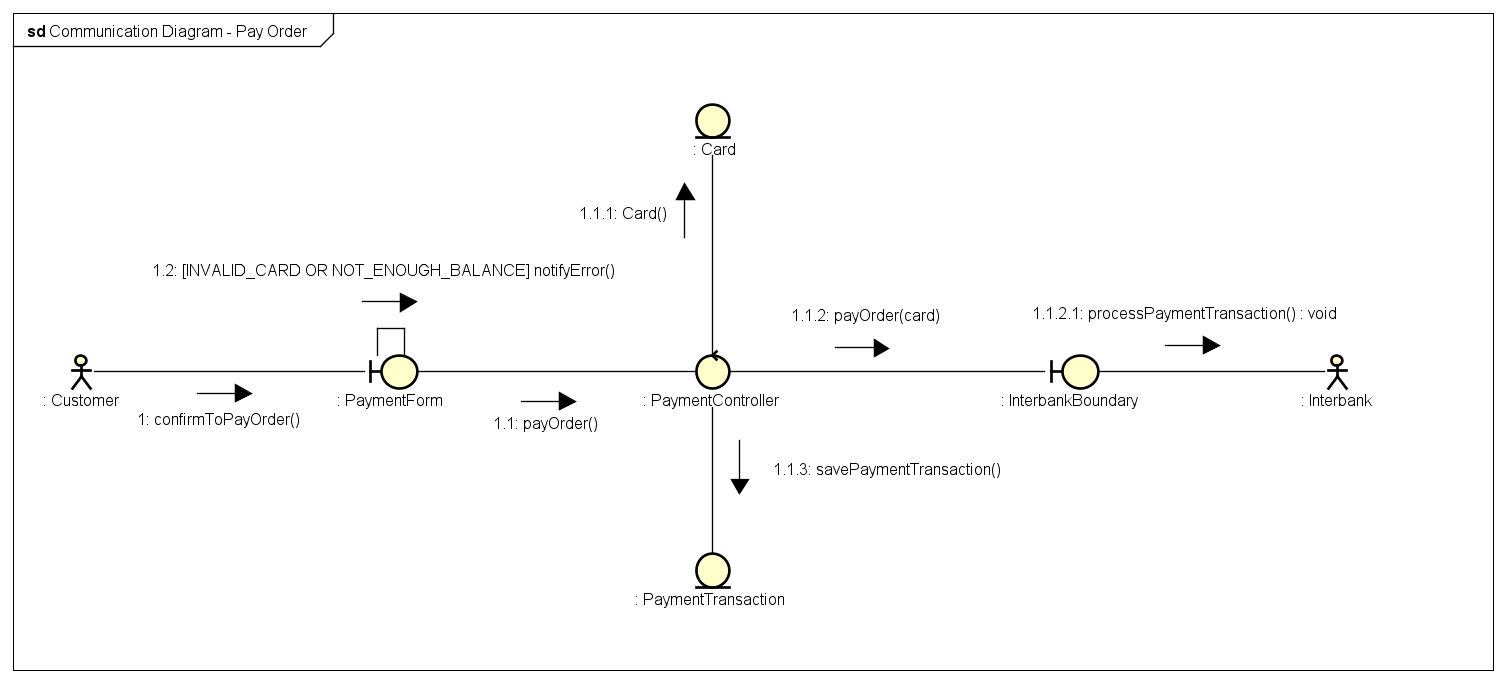 sd Communication Diagram - Pay Order
: Card
1.1.1: Card()
1.2: [INVALID_CARD OR NOT_ENOUGH_BALANCE] notifyError()
1.1.2: payOrder(card)
1.1.2.1: processPaymentTransaction() : void
: Customer
: PaymentForm
: PaymentController
: InterbankBoundary
: Interbank
1: confirmToPayOrder()
1.1: payOrder()
1.1.3: savePaymentTransaction()
: PaymentTransaction